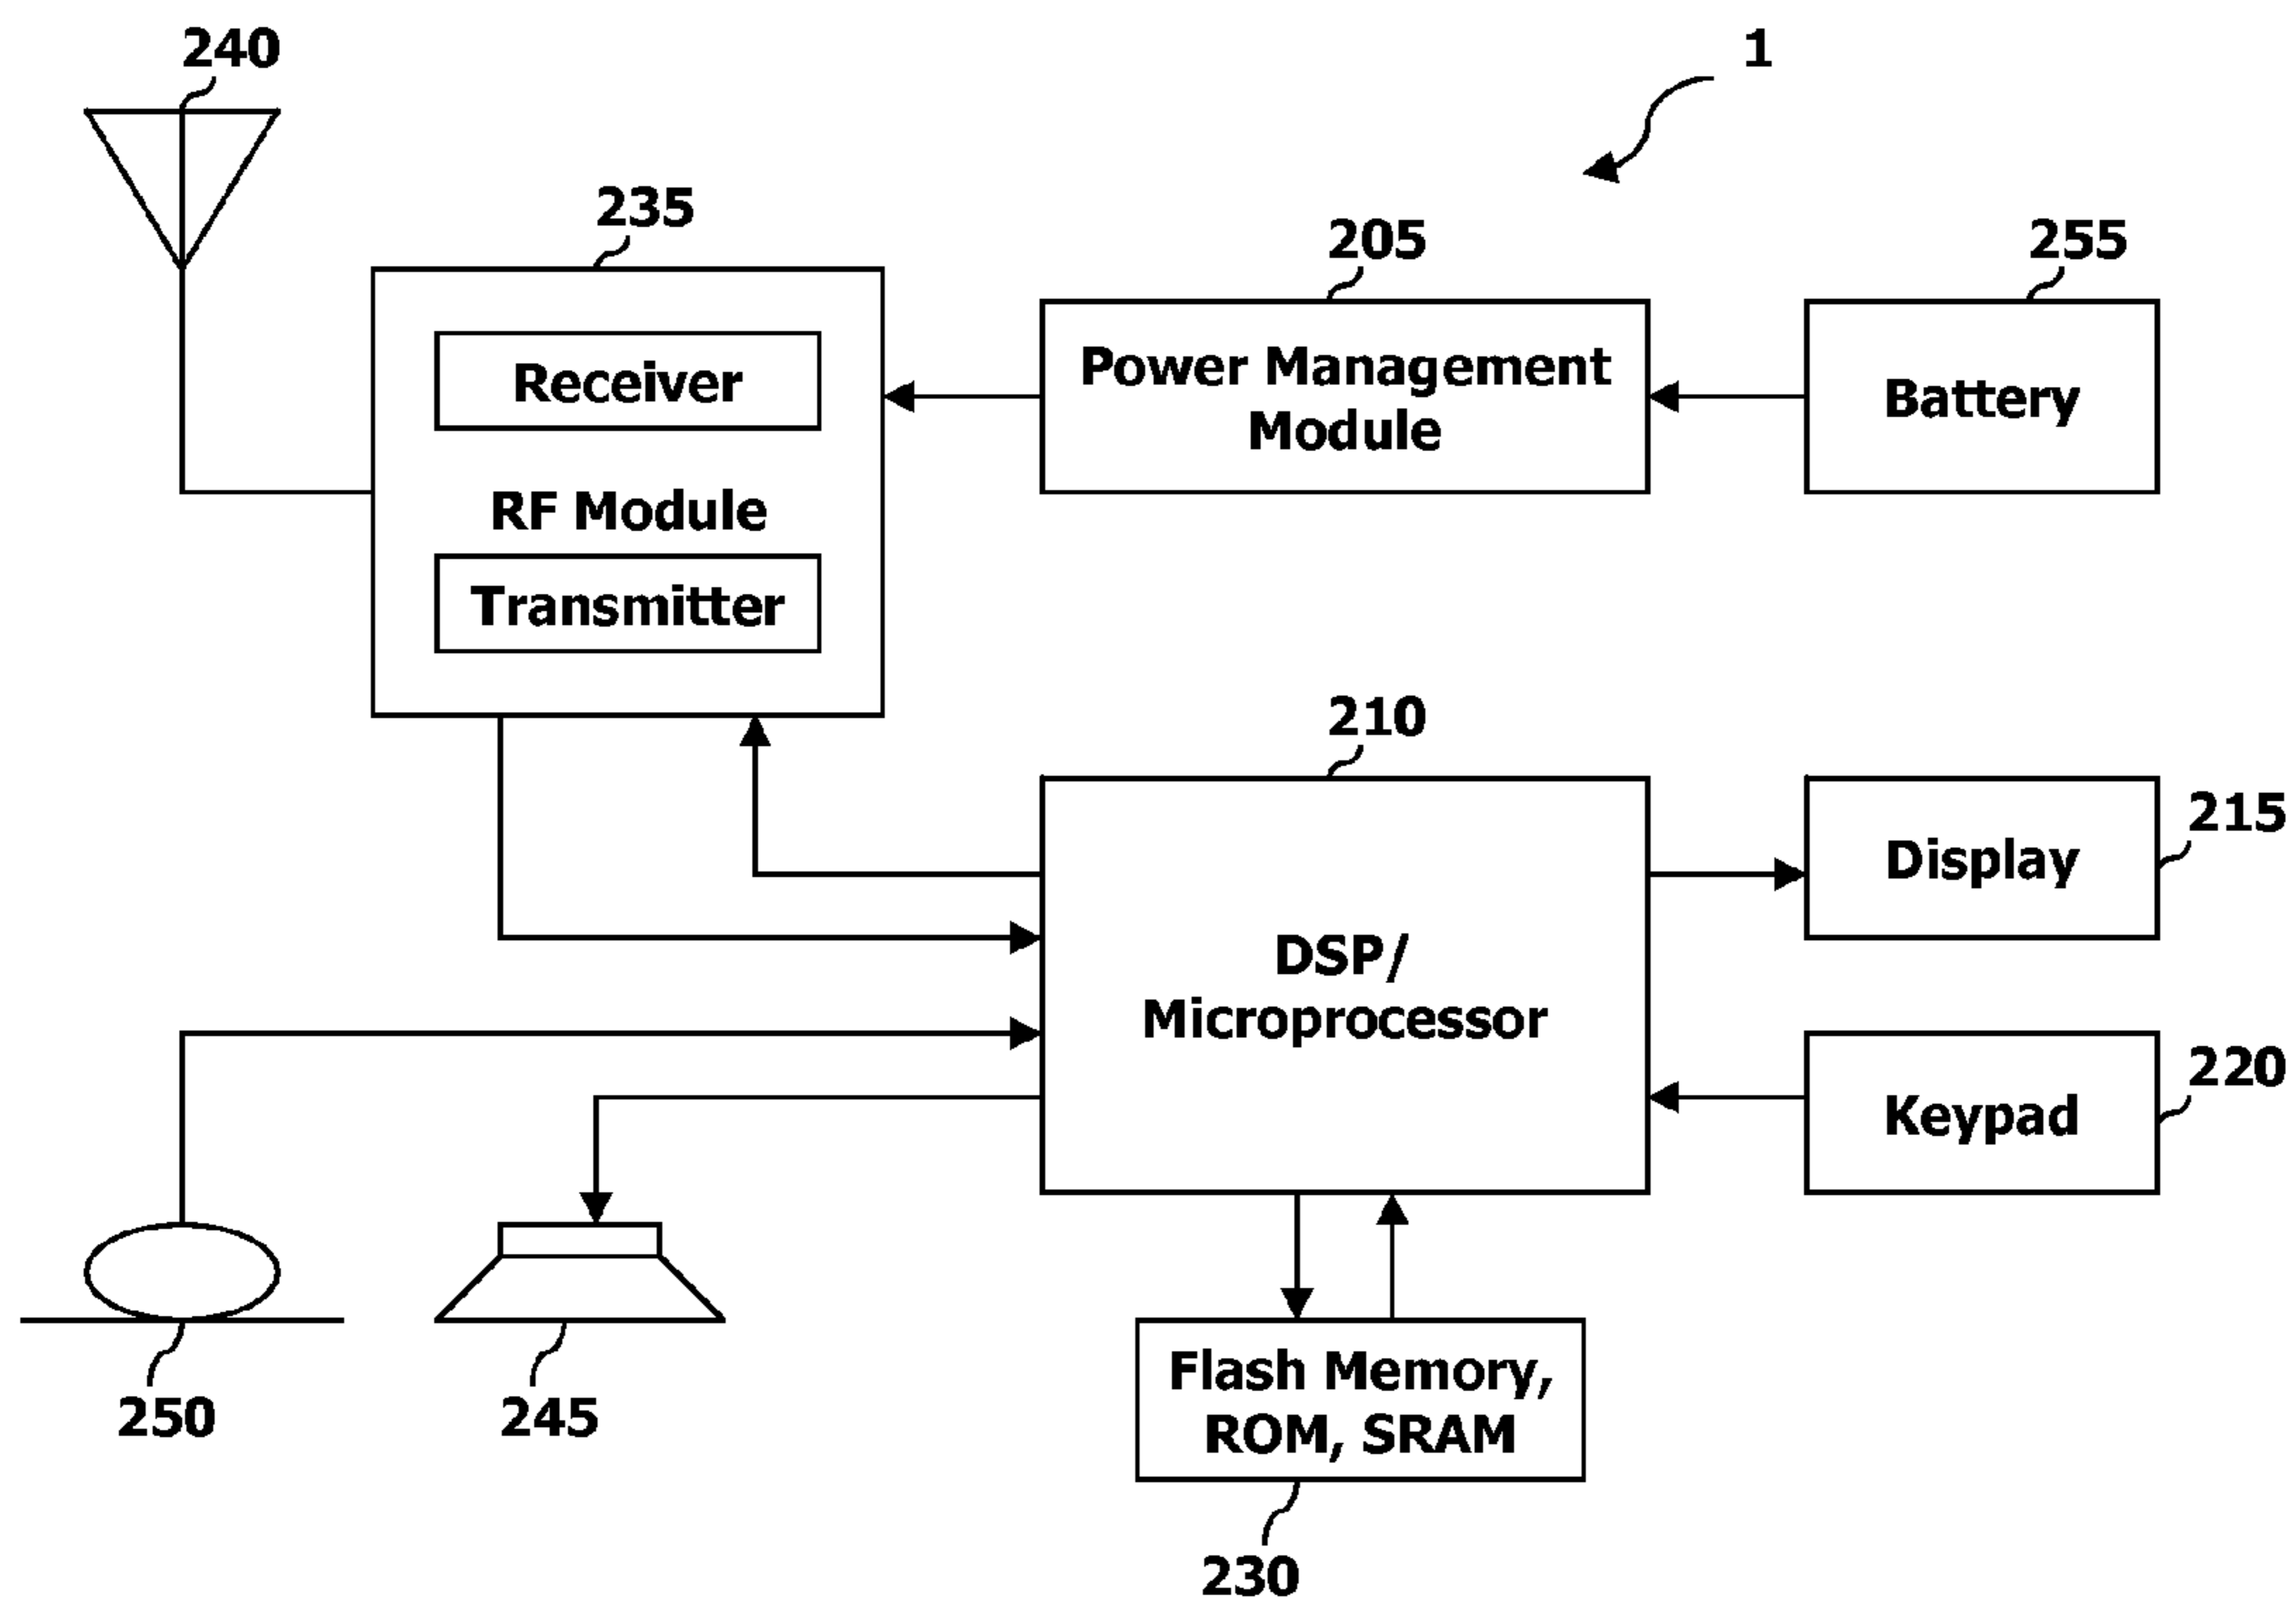 240
1
235
205
255
Receiver
RF Module
Transmitter
Power Management
Module
Battery
210
215
Display
DSP/
Microprocessor
220
Keypad
250
245
Flash Memory,
ROM, SRAM
230